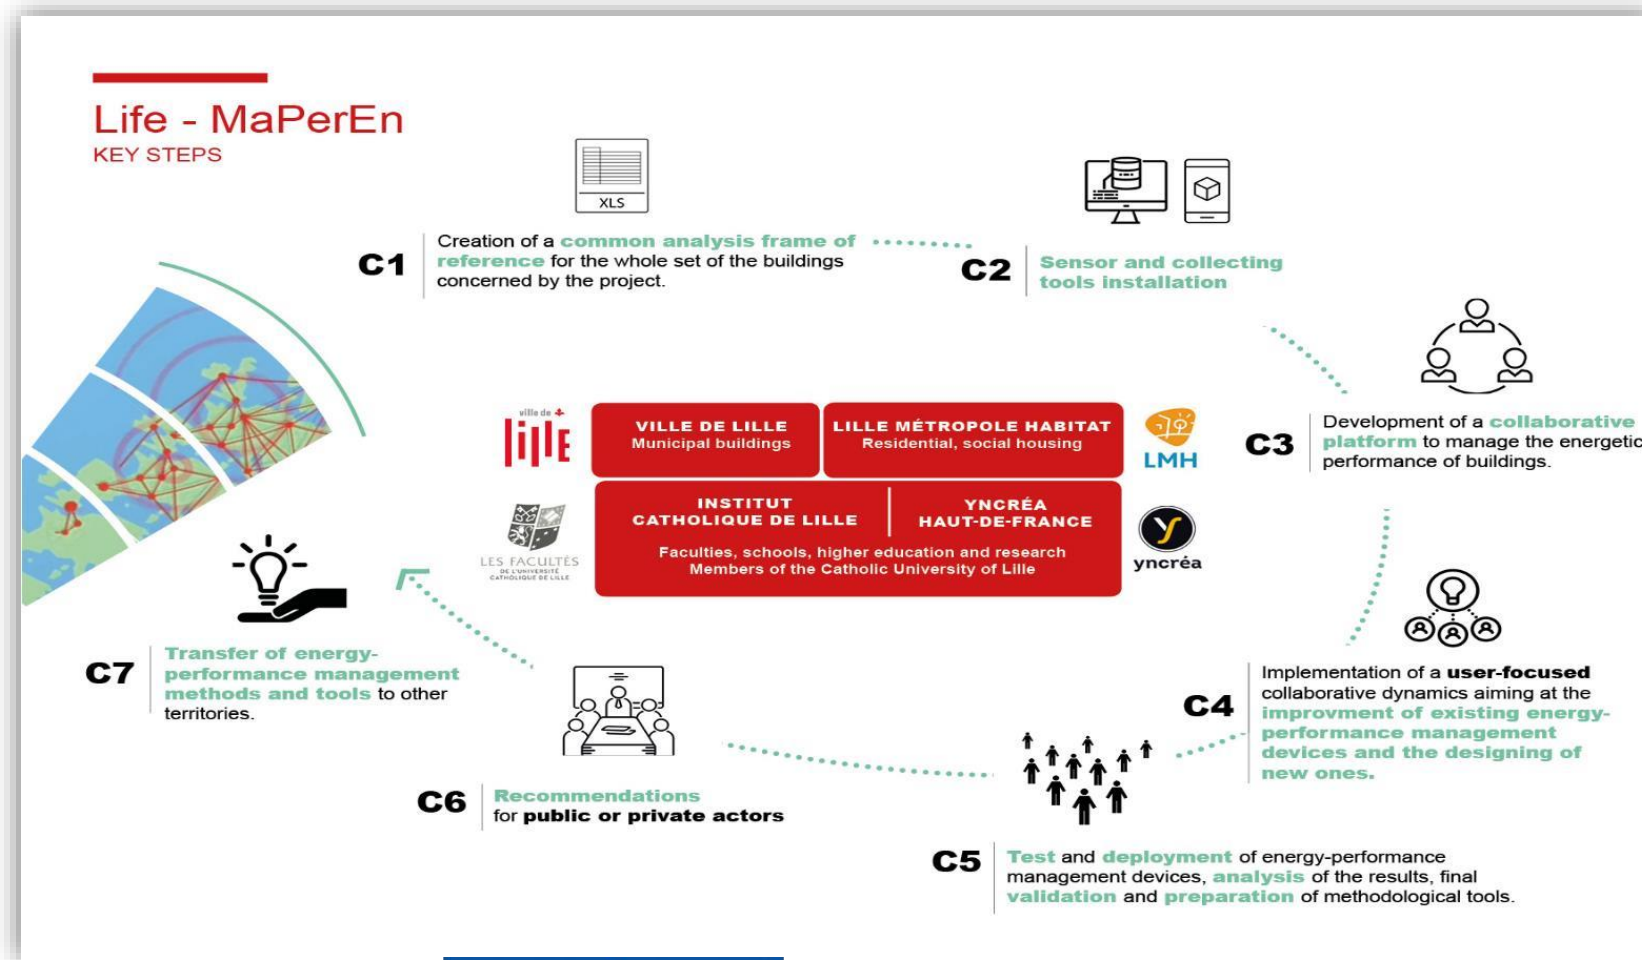 Life - MaPerEn
KEY STEPS
XLS
C1
Creation of a common analysis frame of
reference for the whole set of the buildings
concerned by the project.
C2
Sensor and collecting
tools installation
C3
Development of a collaborative
platform to manage the energetic
performance of buildings.
ville de
lillE
VILLE DE LILLE
Municipal buildings
LILLE MÉTROPOLE HABITAT
Residential, social housing
LMH
LES FACULTÉS
DE L'UNIVERSITÉ
CATHOLIQUE DE LILLE
INSTITUT
CATHOLIQUE DE LILLE
YNCRÉA
HAUT-DE-FRANCE
Faculties, schools, higher education and research
Members of the Catholic University of Lille
yncréa
C4
Implementation of a user-focused
collaborative dynamics aiming at the
improvment of existing energy-
performance management
devices and the designing of
new ones.
C5
Test and deployment of energy-performance
management devices, analysis of the results, final
validation and preparation of methodological tools.
C6
Recommendations
for public or private actors
C7
Transfer of energy-
performance management
methods and tools to other
territories.